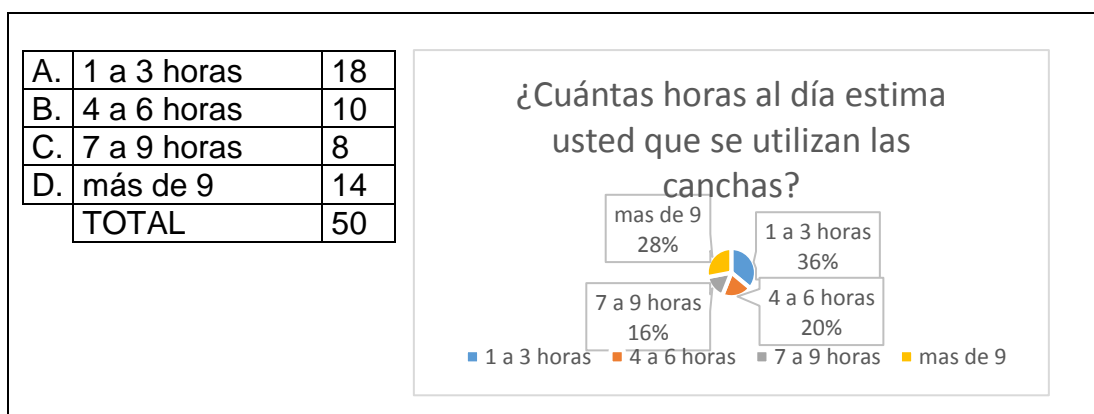 A. 1 a 3 horas 18
B. 4 a 6 horas 10
C. 7 a 9 horas 8
D. más de 9 14
TOTAL 50
¿Cuántas horas al día estima
usted que se utilizan las
canchas?
mas de 9
28%
1 a 3 horas
36%
7 a 9 horas
16%
4 a 6 horas
20%
1 a 3 horas 4 a 6 horas 7 a 9 horas mas de 9